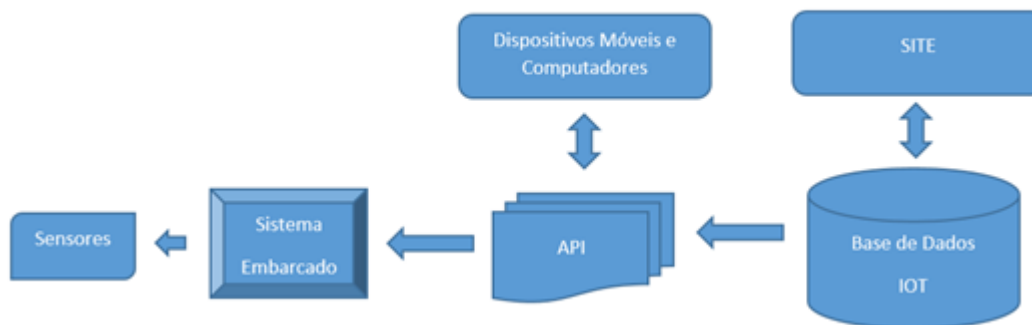 Dispositivos Móveis e
Computadores
SITE
Sensores
Sistema
Embarcado
API
Base de Dados
IOT